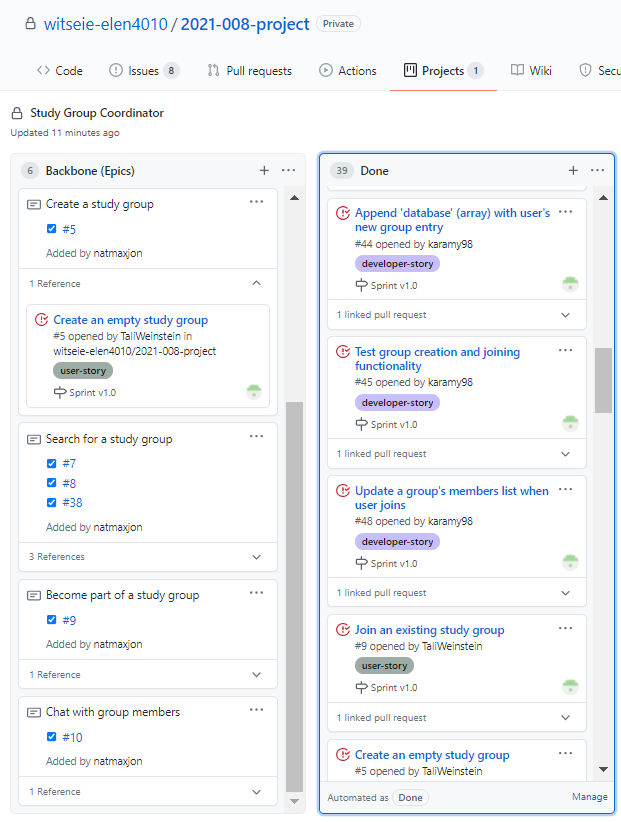 witseie-elen4010 / 2021-008-project Private
Code Issues 8 Pull requests Actions Projects 1 Wiki
Study Group Coordinator
Updated 11 minutes ago
6 Backbone (Epics)
Create a study group
#5
Added by natmaxjon
1 Reference
Create an empty study group
#5 opened by TaliWeinstein in
witseie-elen4010/2021-008-project
user-story
Sprint v1.0
Search for a study group
#7
#8
#38
Added by natmaxjon
3 References
Become part of a study group
#9
Added by natmaxjon
1 Reference
Chat with group members
#10
Added by natmaxjon
1 Reference
39 Done
Append 'database' (array) with user's
new group entry
#44 opened by karamy98
developer-story
Sprint v1.0
1 linked pull request
Test group creation and joining
functionality
#45 opened by karamy98
developer-story
Sprint v1.0
1 linked pull request
Update a group's members list when
user joins
#48 opened by karamy98
developer-story
Sprint v1.0
1 linked pull request
Join an existing study group
#9 opened by TaliWeinstein
user-story
Sprint v1.0
1 linked pull request
Create an empty study group
#5 opened by TaliWeinstein
Automated as Done Manage